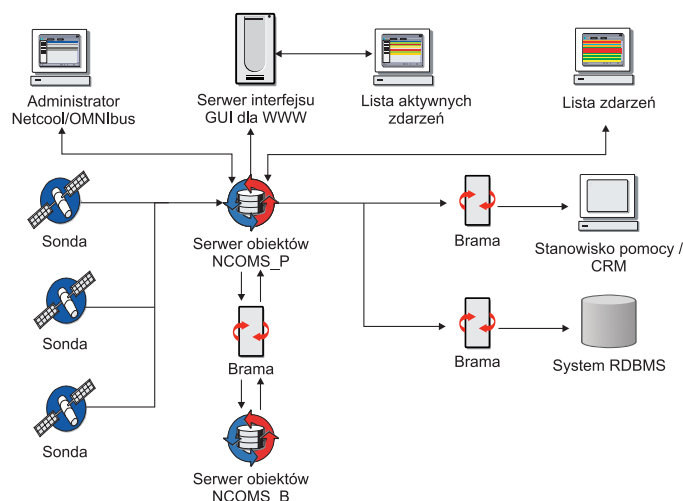 Administrator
Netcool/OMNIbus
Serwer interfejsu
GUI dla WWW
Lista aktywnych
zdarzeń
Lista zdarzeń
Sonda
Serwer obiektów
NCOMS_P
Brama
Stanowisko pomocy /
CRM
Sonda
Brama
Brama
System RDBMS
Sonda
Serwer obiektów
NCOMS_B